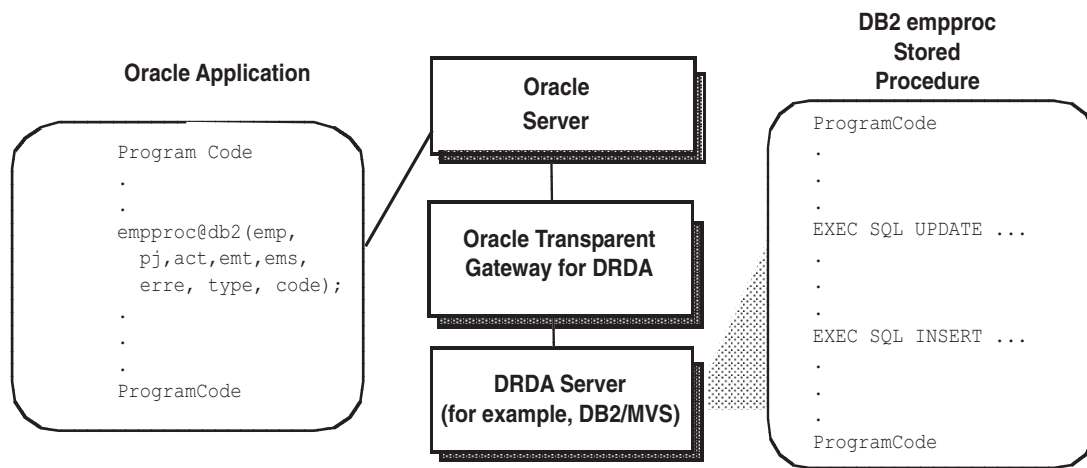 Oracle Application
Program Code
.
.
empproc@db2(emp,
pj,act,emt,ems,
erre, type, code);
.
.
.
ProgramCode
Oracle
Server
Oracle Transparent
Gateway for DRDA
DRDA Server
(for example, DB2/MVS)
DB2 empproc
Stored
Procedure
ProgramCode
.
.
.
EXEC SQL UPDATE ...
.
.
.
EXEC SQL INSERT ...
.
.
.
ProgramCode